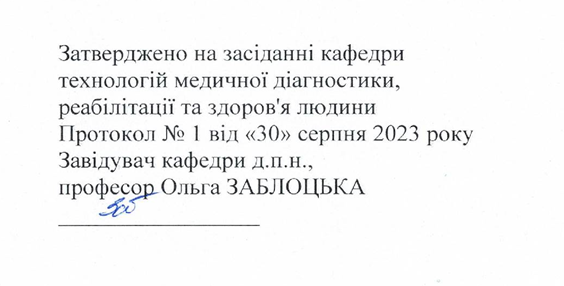 Затверджено на засіданні кафедри
технологій медичної діагностики,
реабілітації та здоров'я людини
Протокол № 1 від «30» серпня 2023 року
Завідувач кафедри д.п.н.,
професор Ольга ЗАБЛОЦЬКА